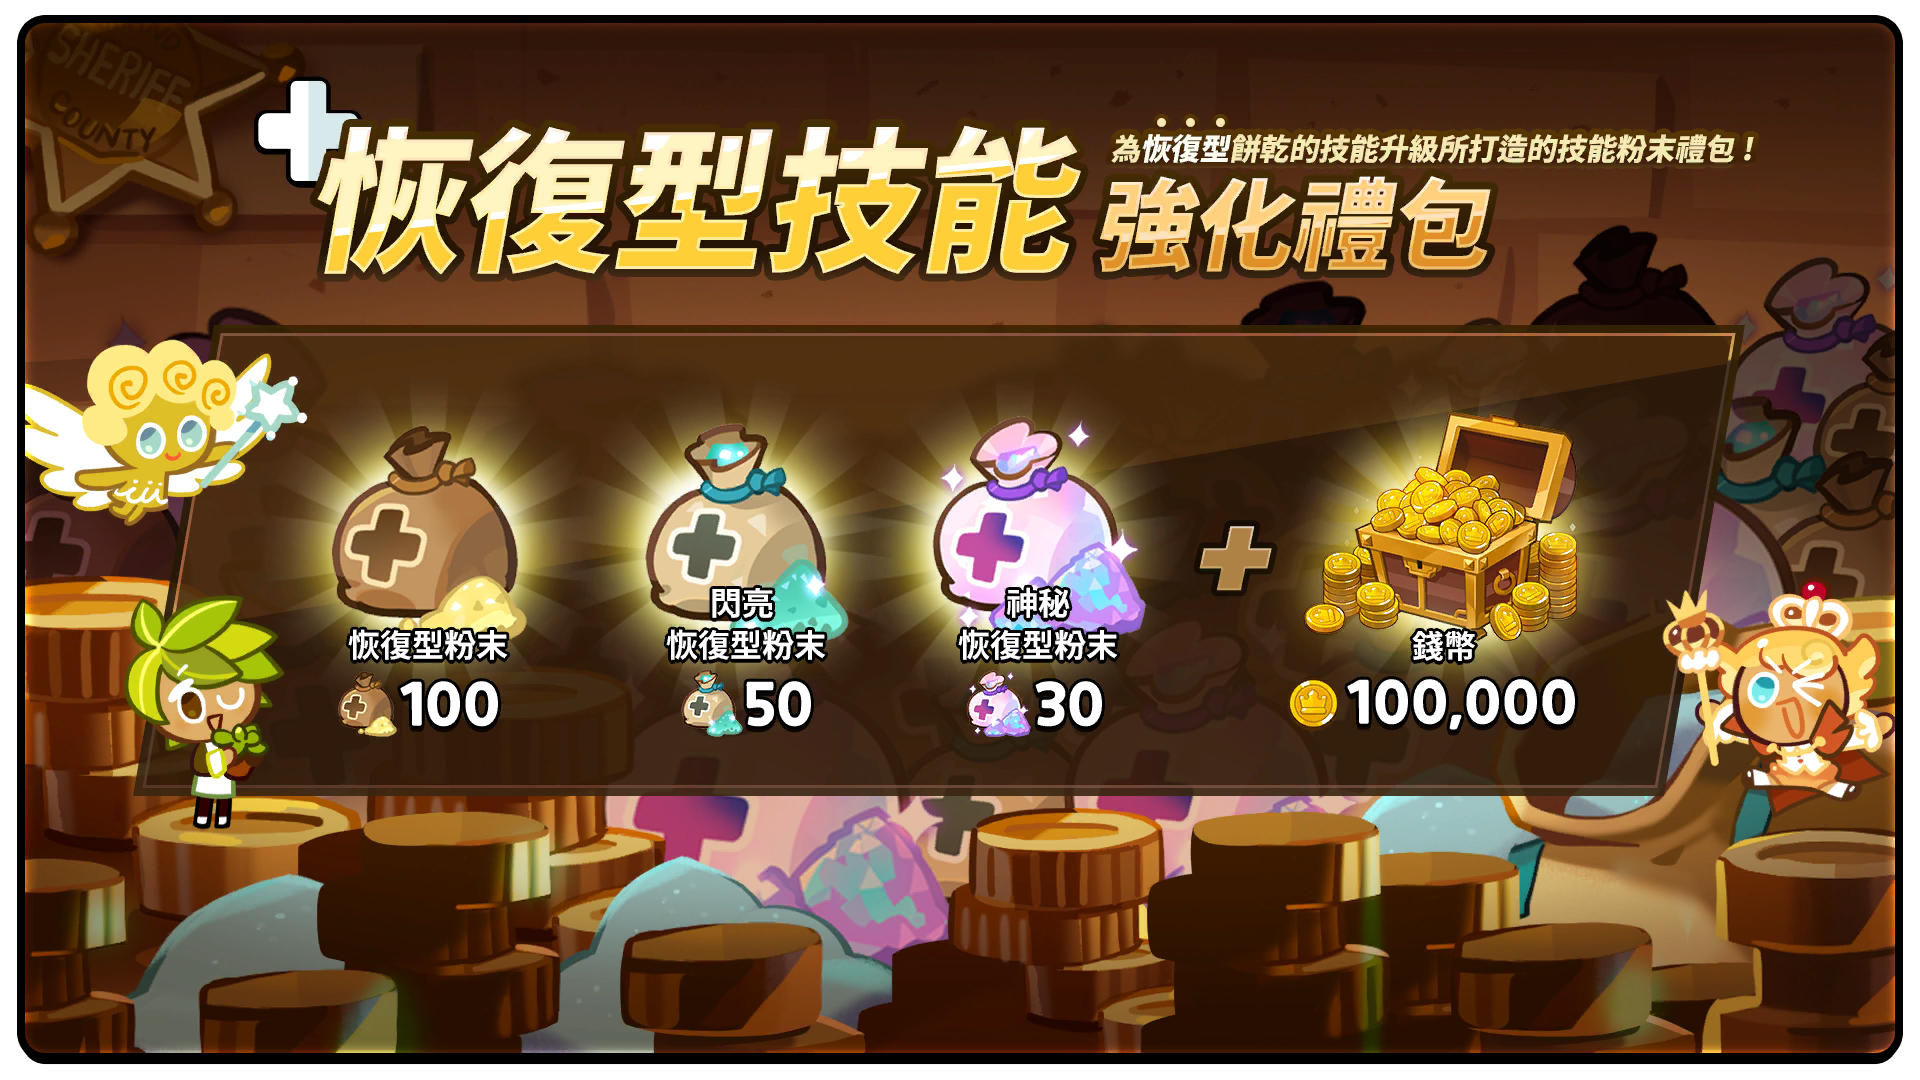 SHERIFF
COUNTY
為恢復型餅乾的技能升級所打造的技能粉末禮包！
恢復型技能 強化禮包
恢復型粉末
100
閃亮
恢復型粉末
50
神秘
恢復型粉末
30
錢幣
100,000